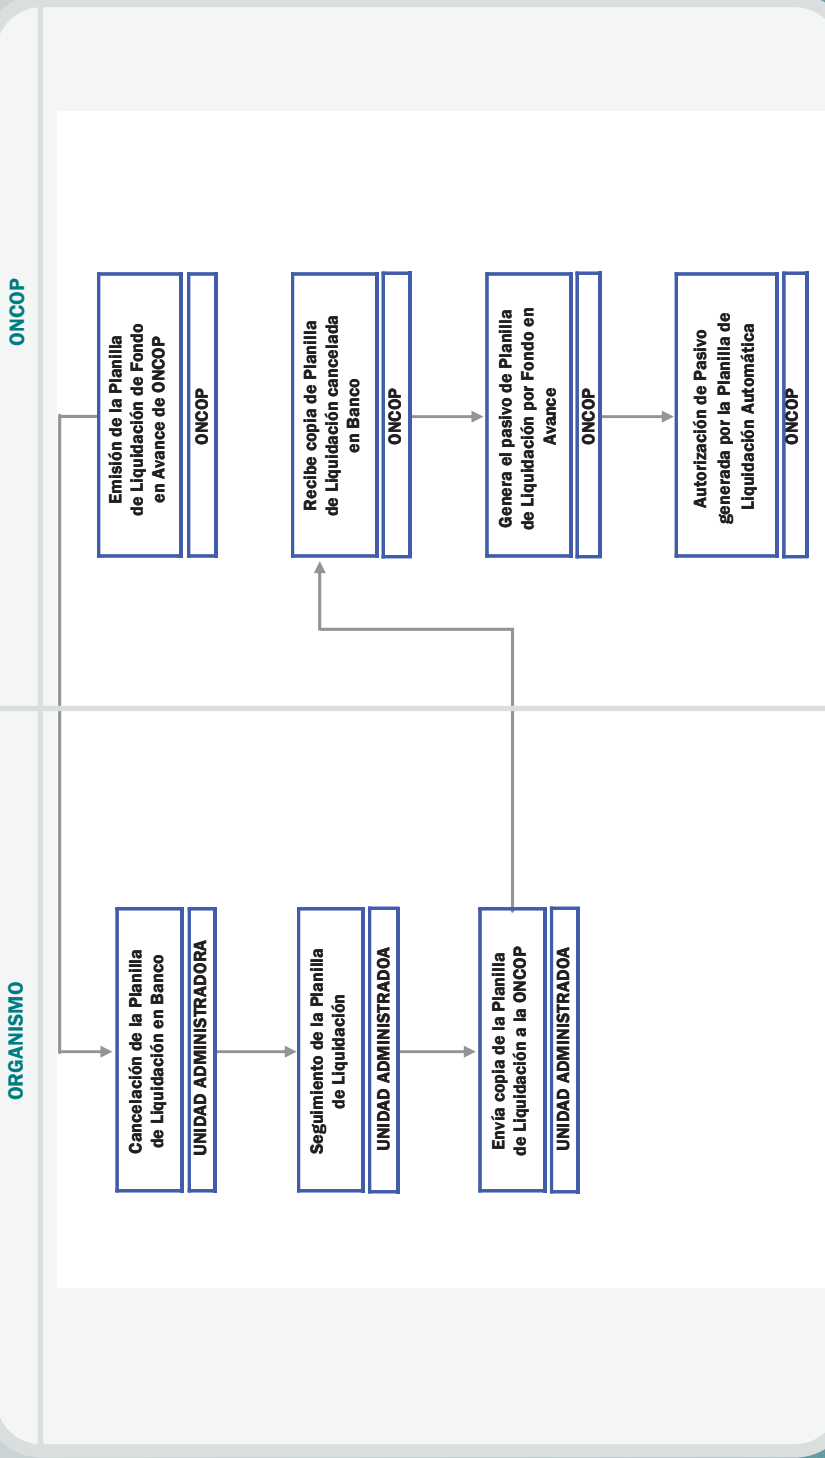 ORGANISMO
ONCOP
Emisión de la Planilla
de Liquidación de Fondo
en Avance de ONCOP
ONCOP
Cancelación de la Planilla
de Liquidación en Banco
UNIDAD ADMINISTRADORA
Seguimiento de la Planilla
de Liquidación
UNIDAD ADMINISTRADOA
Envía copia de la Planilla
de Liquidación a la ONCOP
UNIDAD ADMINISTRADOA
Recibe copia de Planilla
de Liquidación cancelada
en Banco
ONCOP
Genera el pasivo de Planilla
de Liquidación por Fondo en
Avance
ONCOP
Autorización de Pasivo
generada por la Planilla de
Liquidación Automática
ONCOP